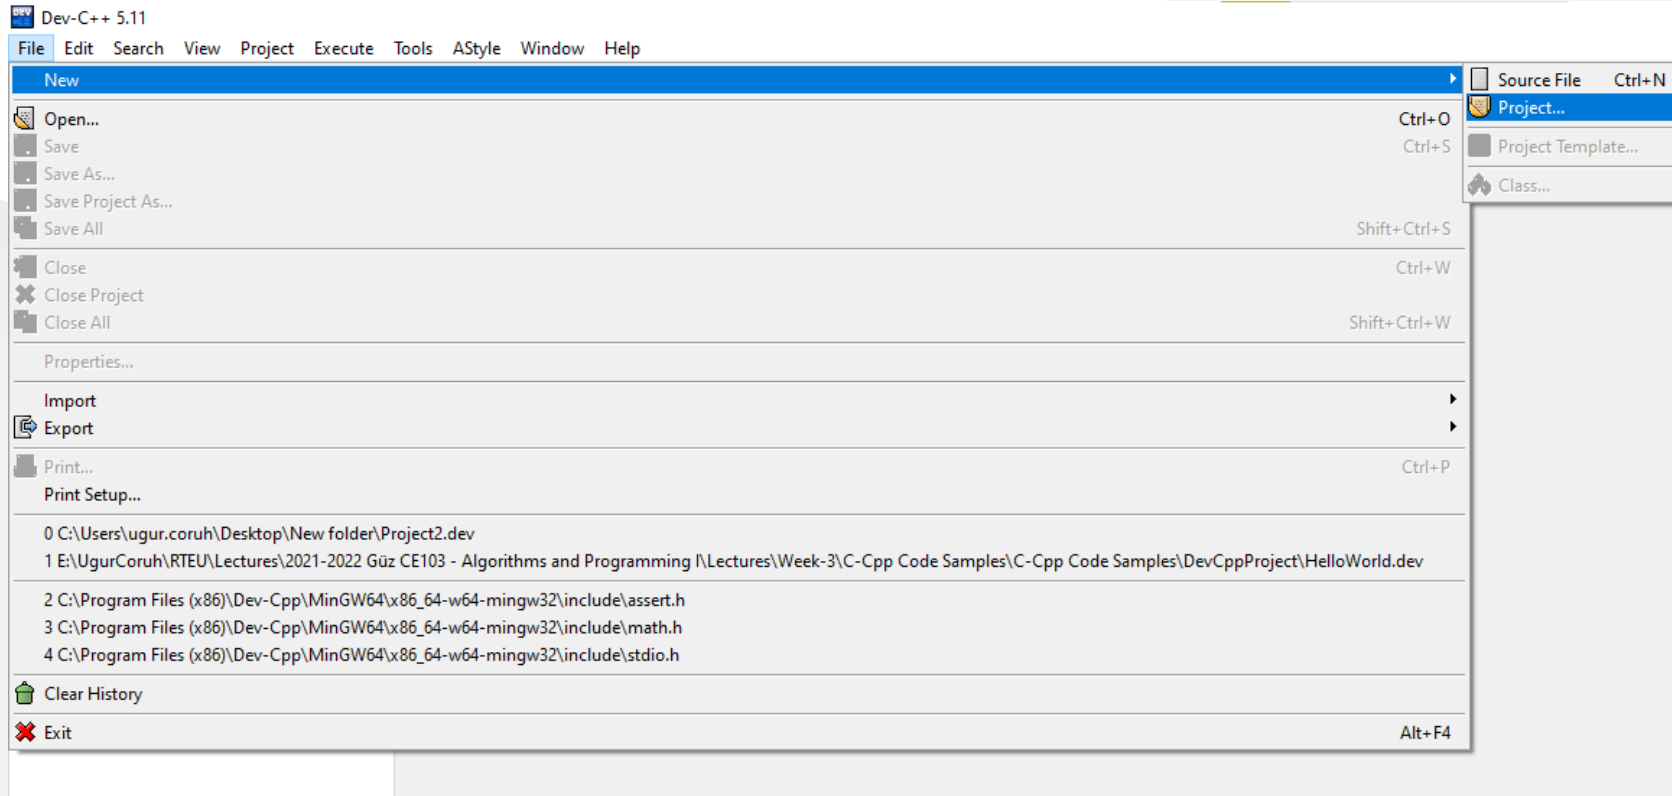 Dev-C++ 5.11
File Edit Search View Project Execute Tools AStyle Window Help
New
Source File Ctrl+N
Project...
Project Template...
Class...
Open... Ctrl+O
Save Ctrl+S
Save As...
Save Project As...
Save All Shift+Ctrl+S
Close Ctrl+W
Close Project
Close All Shift+Ctrl+W
Properties...
Import
Export
Print... Ctrl+P
Print Setup...
0 C:\Users\ugur.coruh\Desktop\New folder\Project2.dev
1 E:\UgurCoruh\RTEU\Lectures\2021-2022 Güz CE103 - Algorithms and Programming I\Lectures\Week-3\C-Cpp Code Samples\C-Cpp Code Samples\DevCppProject\HelloWorld.dev
2 C:\Program Files (x86)\Dev-Cpp\MinGW64\x86_64-w64-mingw32\include\assert.h
3 C:\Program Files (x86)\Dev-Cpp\MinGW64\x86_64-w64-mingw32\include\math.h
4 C:\Program Files (x86)\Dev-Cpp\MinGW64\x86_64-w64-mingw32\include\stdio.h
Clear History
Exit Alt+F4